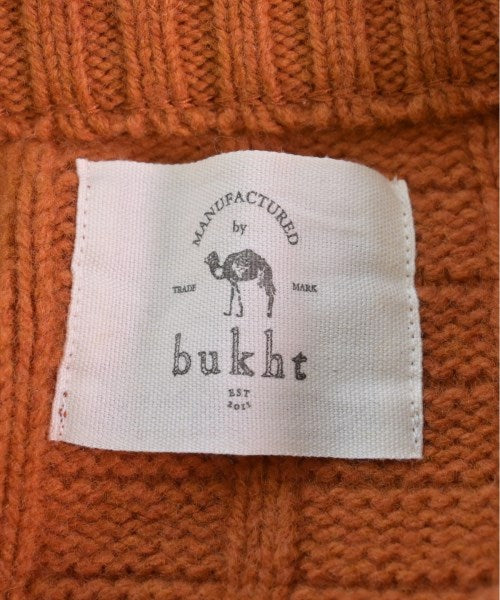 MANUFACTURED
by
TRADE MARK
bukht
EST
2011